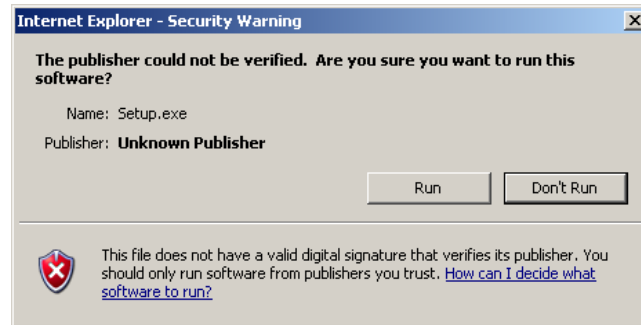 Internet Explorer - Security Warning
The publisher could not be verified.  Are you sure you want to run this
software?
Name: Setup.exe
Publisher: Unknown Publisher
Run Don't Run
This file does not have a valid digital signature that verifies its publisher. You
should only run software from publishers you trust. How can I decide what
software to run?